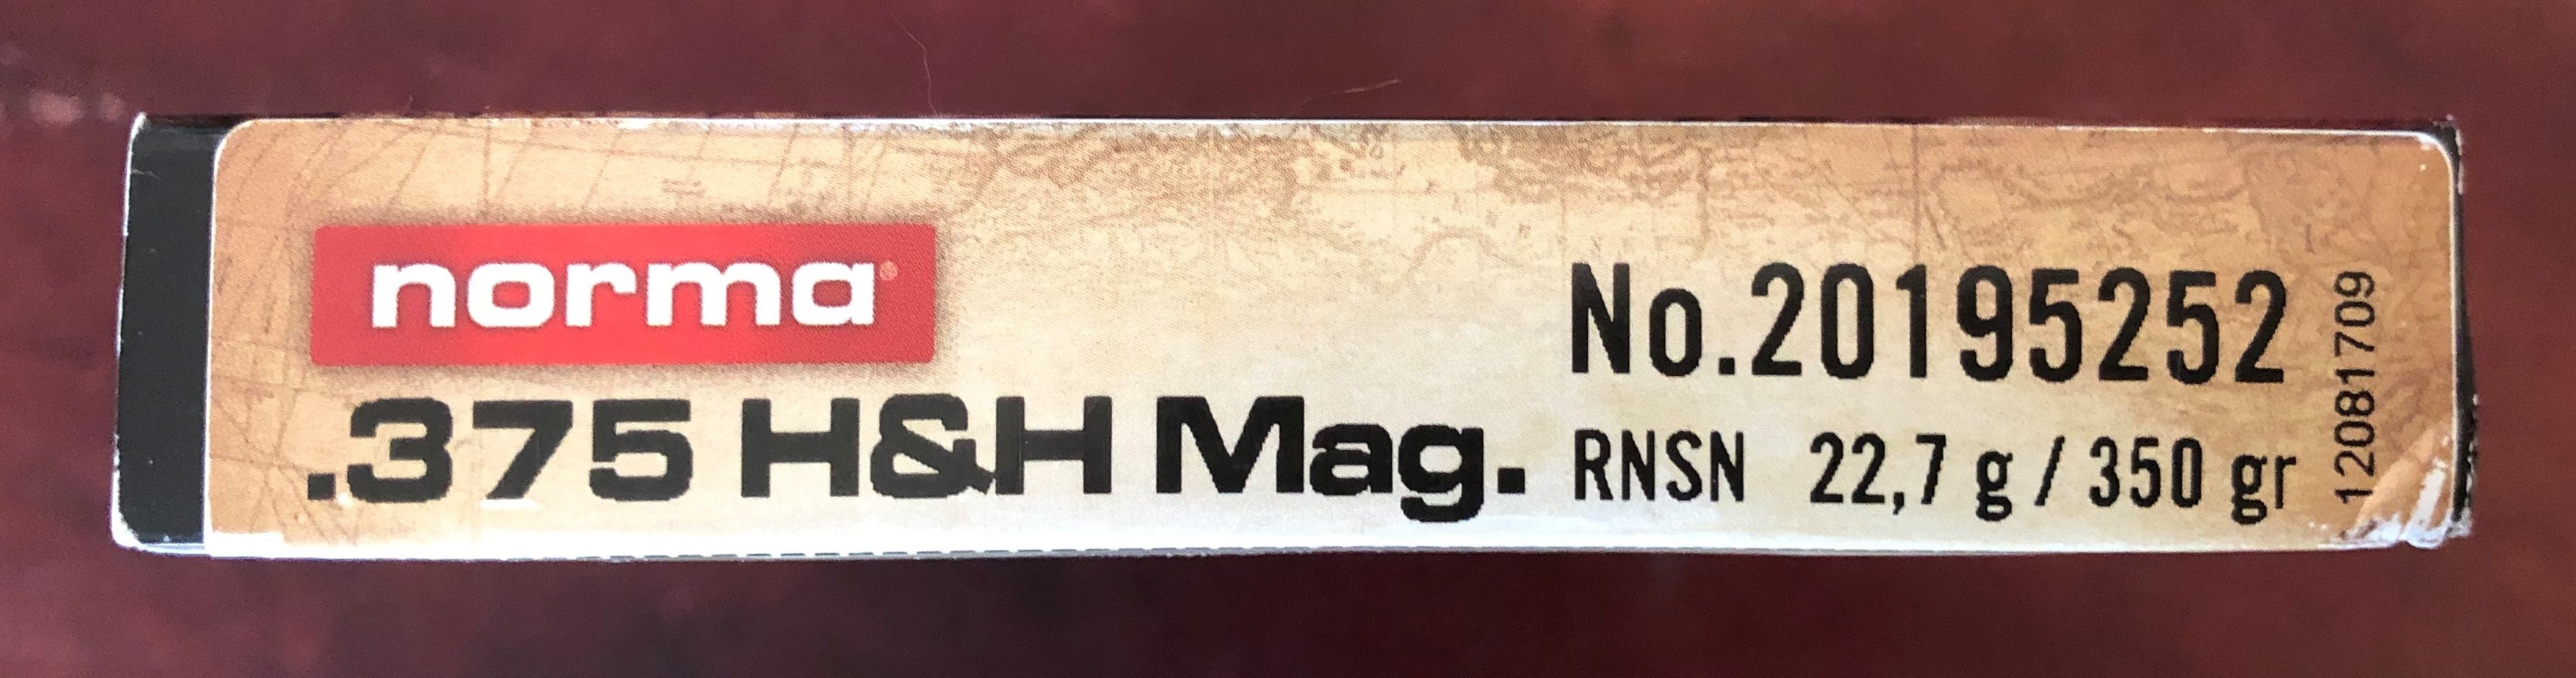 norma
.375 H&H Mag.
No.20195252
RNSN 22,7 g / 350 gr
12081709